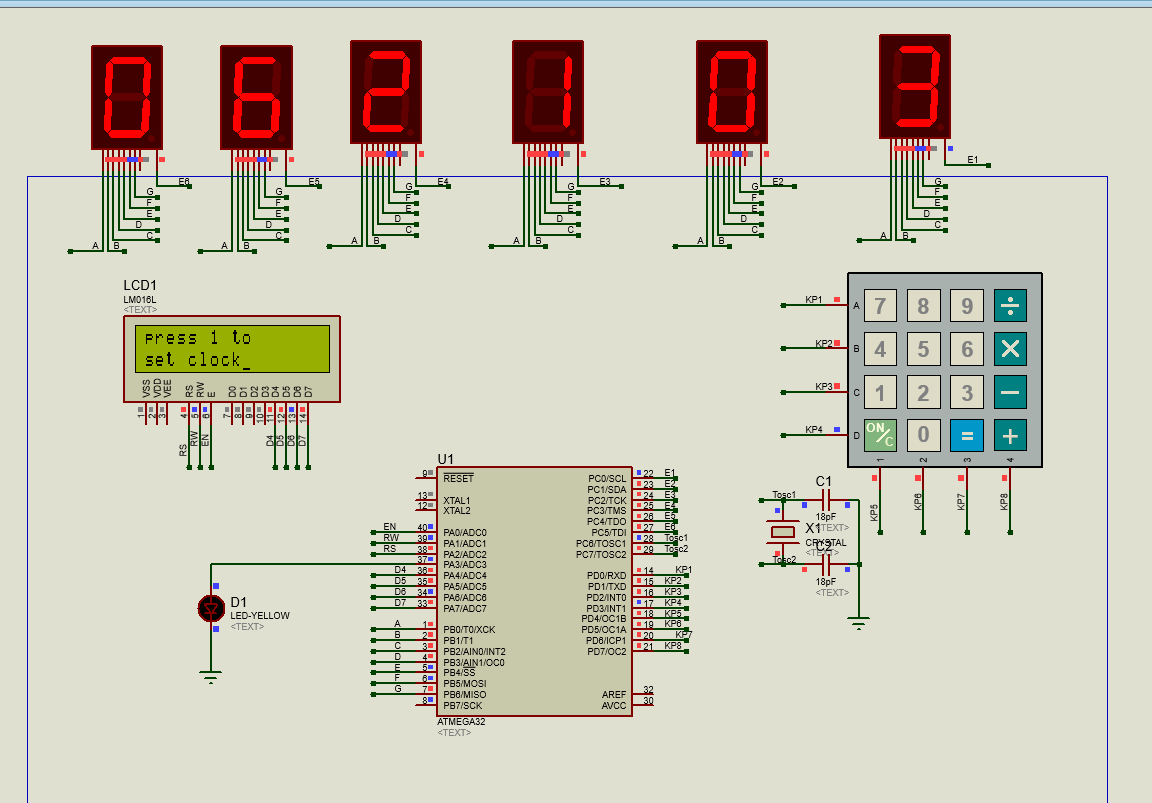 0 6 2 1 0 3
E6 E5 E4 E3 E2 E1
G G G G G G
F F F F F F
E E E E E E
D D D D D D
C C C C C C
A B A B A B A B A B A B
LCD1
LM016L
<TEXT>
press 1 to
set clock_
VSS VDD VEE RS RW E D0 D1 D2 D3 D4 D5 D6 D7
1 2 3 4 5 6 7 8 9 10 11 12 13 14
RS RW EN D4 D5 D6 D7
KP1 A 7 8 9 ÷
KP2 B 4 5 6 ×
KP3 C 1 2 3 −
KP4 D ON/C 0 = +
1 2 3 4
KP5 KP6 KP7 KP8
U1
9 RESET PC0/SCL 22 E1
PC1/SDA 23 E2
13 XTAL1 PC2/TCK 24 E3
12 XTAL2 PC3/TMS 25 E4
PC4/TDO 26 E5
EN 40 PA0/ADC0 PC5/TDI 27 E6
RW 39 PA1/ADC1 PC6/TOSC1 28 Tosc1
RS 38 PA2/ADC2 PC7/TOSC2 29 Tosc2
37 PA3/ADC3
D4 36 PA4/ADC4 PD0/RXD 14 KP1
D5 35 PA5/ADC5 PD1/TXD 15 KP2
D6 34 PA6/ADC6 PD2/INT0 16 KP3
D7 33 PA7/ADC7 PD3/INT1 17 KP4
PD4/OC1B 18 KP5
A 1 PB0/T0/XCK PD5/OC1A 19 KP6
B 2 PB1/T1 PD6/ICP1 20 KP7
C 3 PB2/AIN0/INT2 PD7/OC2 21 KP8
D 4 PB3/AIN1/OC0
E 5 PB4/SS
F 6 PB5/MOSI
G 7 PB6/MISO AREF 32
8 PB7/SCK AVCC 30
ATMEGA32
<TEXT>
D1
LED-YELLOW
<TEXT>
C1
Tosc1
18pF
<TEXT>
X1
CRYSTAL
<TEXT>
C2
Tosc2
18pF
<TEXT>